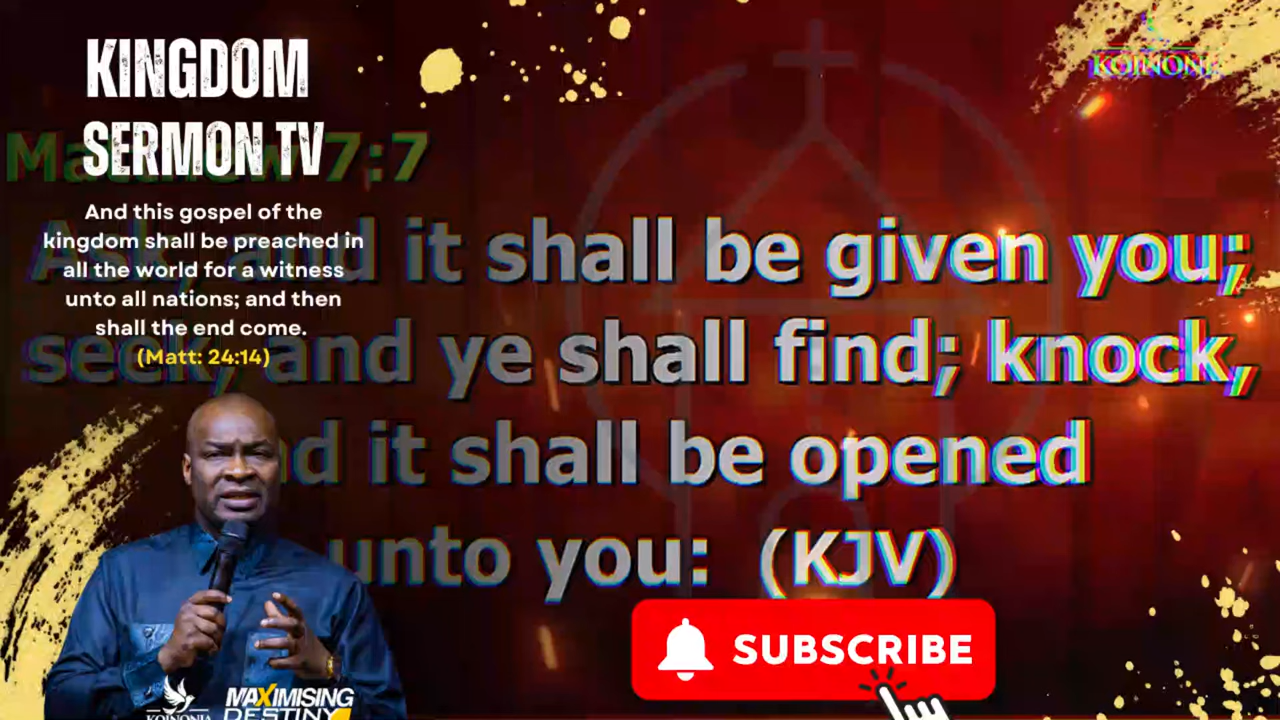 KINGDOM
SERMON TV
And this gospel of the
kingdom shall be preached in
all the world for a witness
unto all nations; and then
shall the end come.
(Matt: 24:14)
Matthew 7:7
Ask, and it shall be given you;
seek, and ye shall find; knock,
and it shall be opened
unto you: (KJV)
KOINONIA
SUBSCRIBE
KOINONIA
MAXIMISING
DESTINY